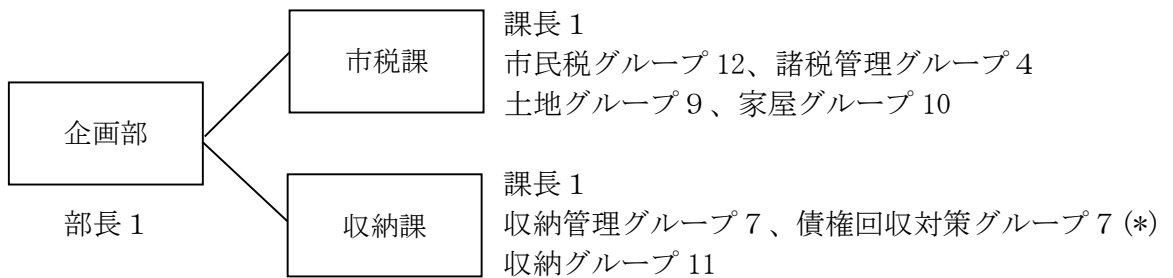 企画部
部長１
市税課
課長１
市民税グループ 12、諸税管理グループ４
土地グループ９、家屋グループ 10
収納課
課長１
収納管理グループ７、債権回収対策グループ７(*)
収納グループ 11